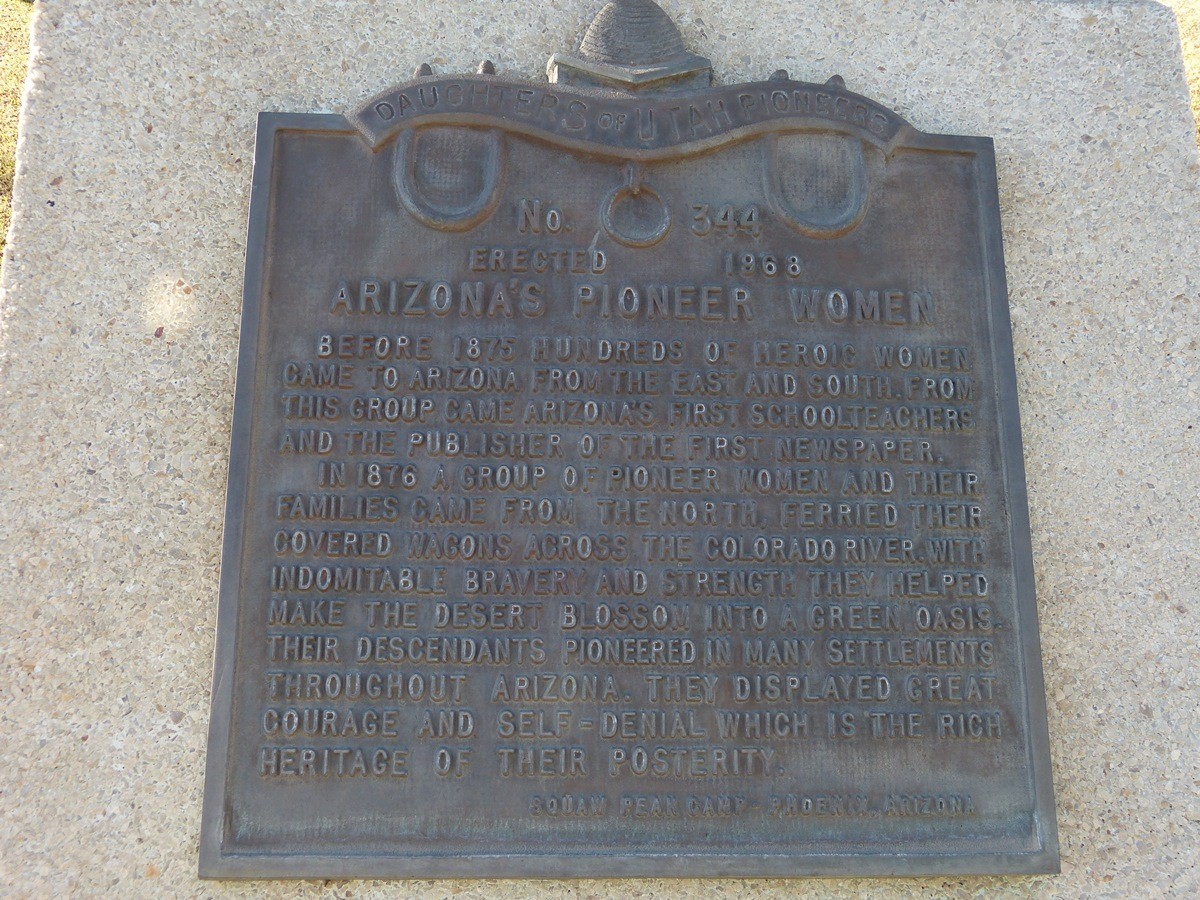 DAUGHTERS OF UTAH PIONEERS
No. 344
ERECTED 1968
ARIZONA'S PIONEER WOMEN
BEFORE 1875 HUNDREDS OF HEROIC WOMEN
CAME TO ARIZONA FROM THE EAST AND SOUTH. FROM
THIS GROUP CAME ARIZONA'S FIRST SCHOOLTEACHERS
AND THE PUBLISHER OF THE FIRST NEWSPAPER.
IN 1876 A GROUP OF PIONEER WOMEN AND THEIR
FAMILIES CAME FROM THE NORTH, FERRIED THEIR
COVERED WAGONS ACROSS THE COLORADO RIVER. WITH
INDOMITABLE BRAVERY AND STRENGTH THEY HELPED
MAKE THE DESERT BLOSSOM INTO A GREEN OASIS.
THEIR DESCENDANTS PIONEERED IN MANY SETTLEMENTS
THROUGHOUT ARIZONA. THEY DISPLAYED GREAT
COURAGE AND SELF-DENIAL WHICH IS THE RICH
HERITAGE OF THEIR POSTERITY.
SQUAW PEAK CAMP - PHOENIX, ARIZONA